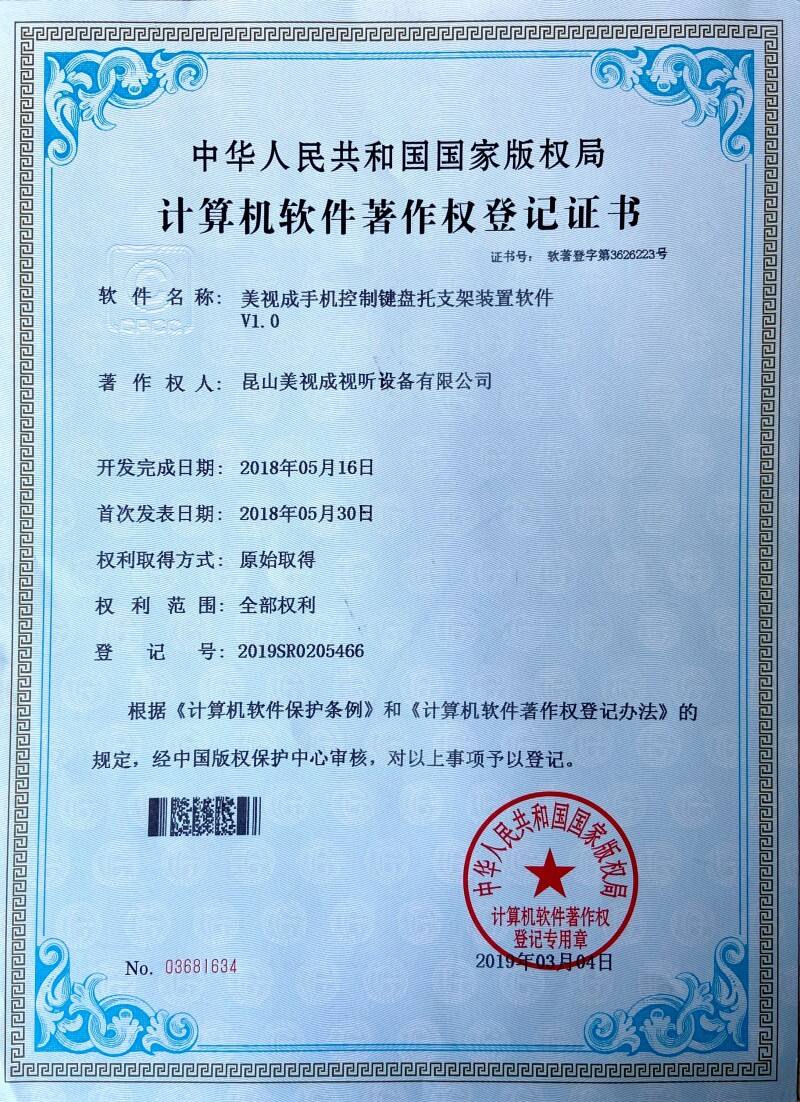 中华人民共和国国家版权局
计算机软件著作权登记证书
证书号： 软著登字第3626223号
CPCC
软 件 名 称： 美视成手机控制键盘托支架装置软件
V1.0
著 作 权 人： 昆山美视成视听设备有限公司
开发完成日期： 2018年05月16日
首次发表日期： 2018年05月30日
权利取得方式： 原始取得
权 利 范 围： 全部权利
登 记 号： 2019SR0205466
根据《计算机软件保护条例》和《计算机软件著作权登记办法》的
规定，经中国版权保护中心审核，对以上事项予以登记。
中华人民共和国国家版权局
计算机软件著作权
登记专用章
No. 03681634
2019年03月04日